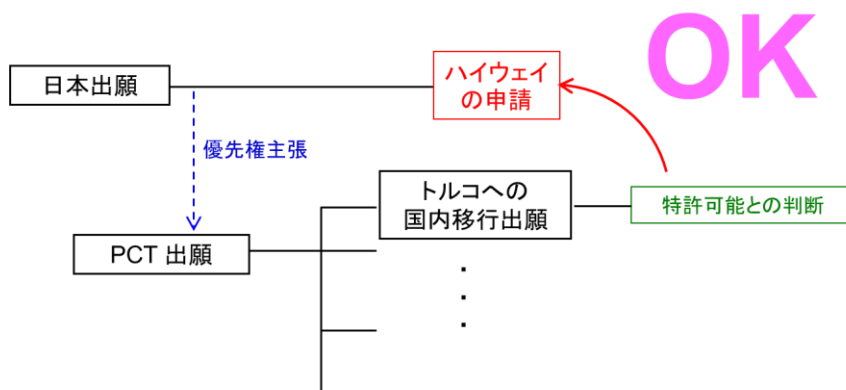 OK
日本出願
ハイウェイ
の申請
優先権主張
トルコへの
国内移行出願
特許可能との判断
PCT 出願